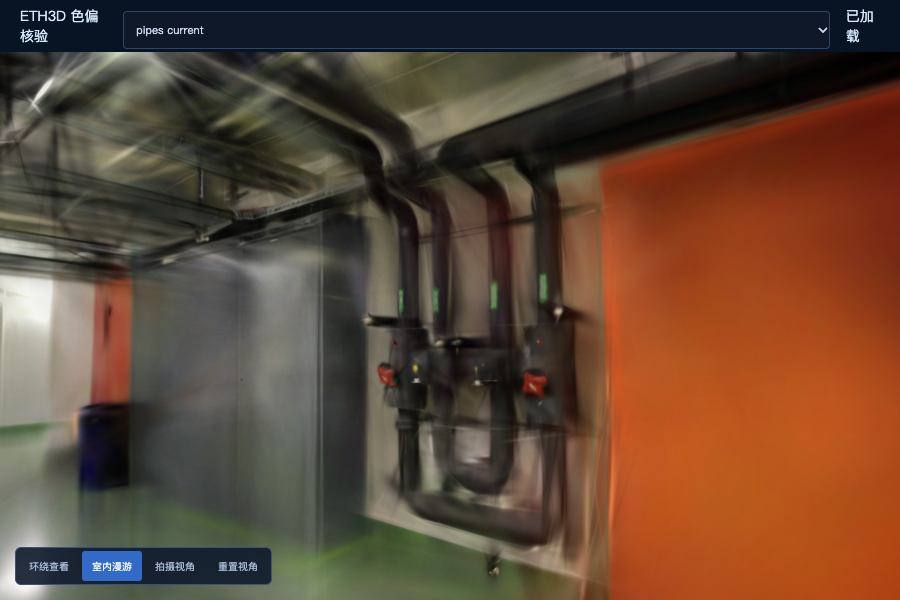 ETH3D 色偏
核验
pipes current
已加
载
环绕查看
室内漫游
拍摄视角
重置视角